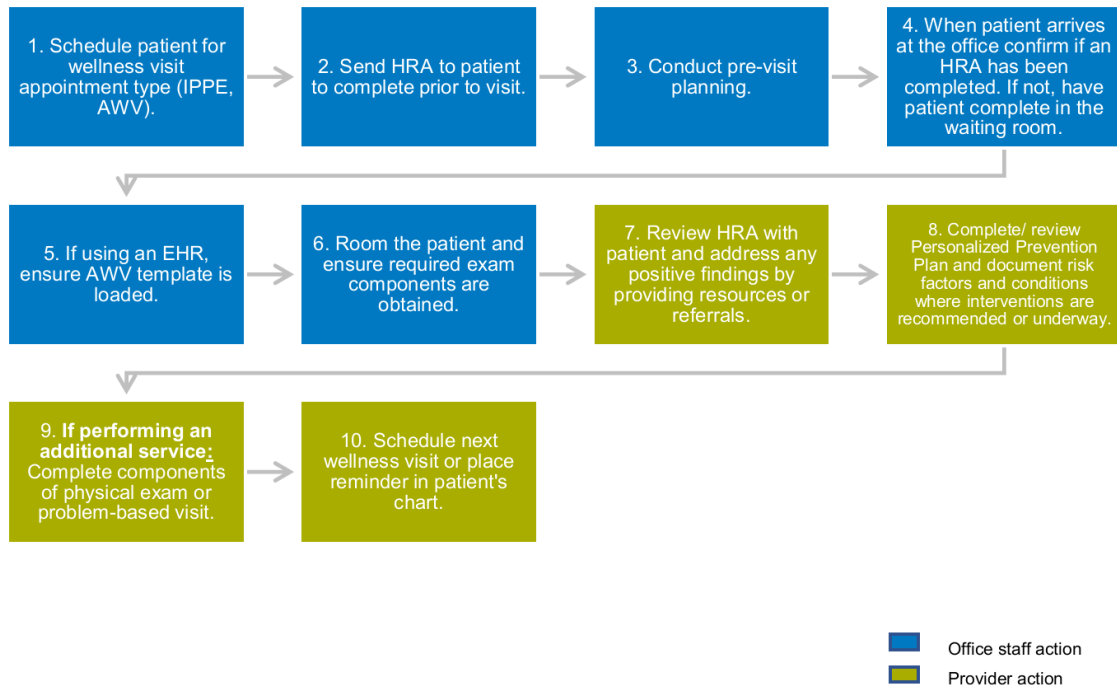 1. Schedule patient for
wellness visit
appointment type (IPPE,
AWV).
2. Send HRA to patient
to complete prior to visit.
3. Conduct pre-visit
planning.
4. When patient arrives
at the office confirm if an
HRA has been
completed. If not, have
patient complete in the
waiting room.
5. If using an EHR,
ensure AWV template is
loaded.
6. Room the patient and
ensure required exam
components are
obtained.
7. Review HRA with
patient and address any
positive findings by
providing resources or
referrals.
8. Complete/ review
Personalized Prevention
Plan and document risk
factors and conditions
where interventions are
recommended or underway.
9. If performing an
additional service:
Complete components
of physical exam or
problem-based visit.
10. Schedule next
wellness visit or place
reminder in patient's
chart.
Office staff action
Provider action